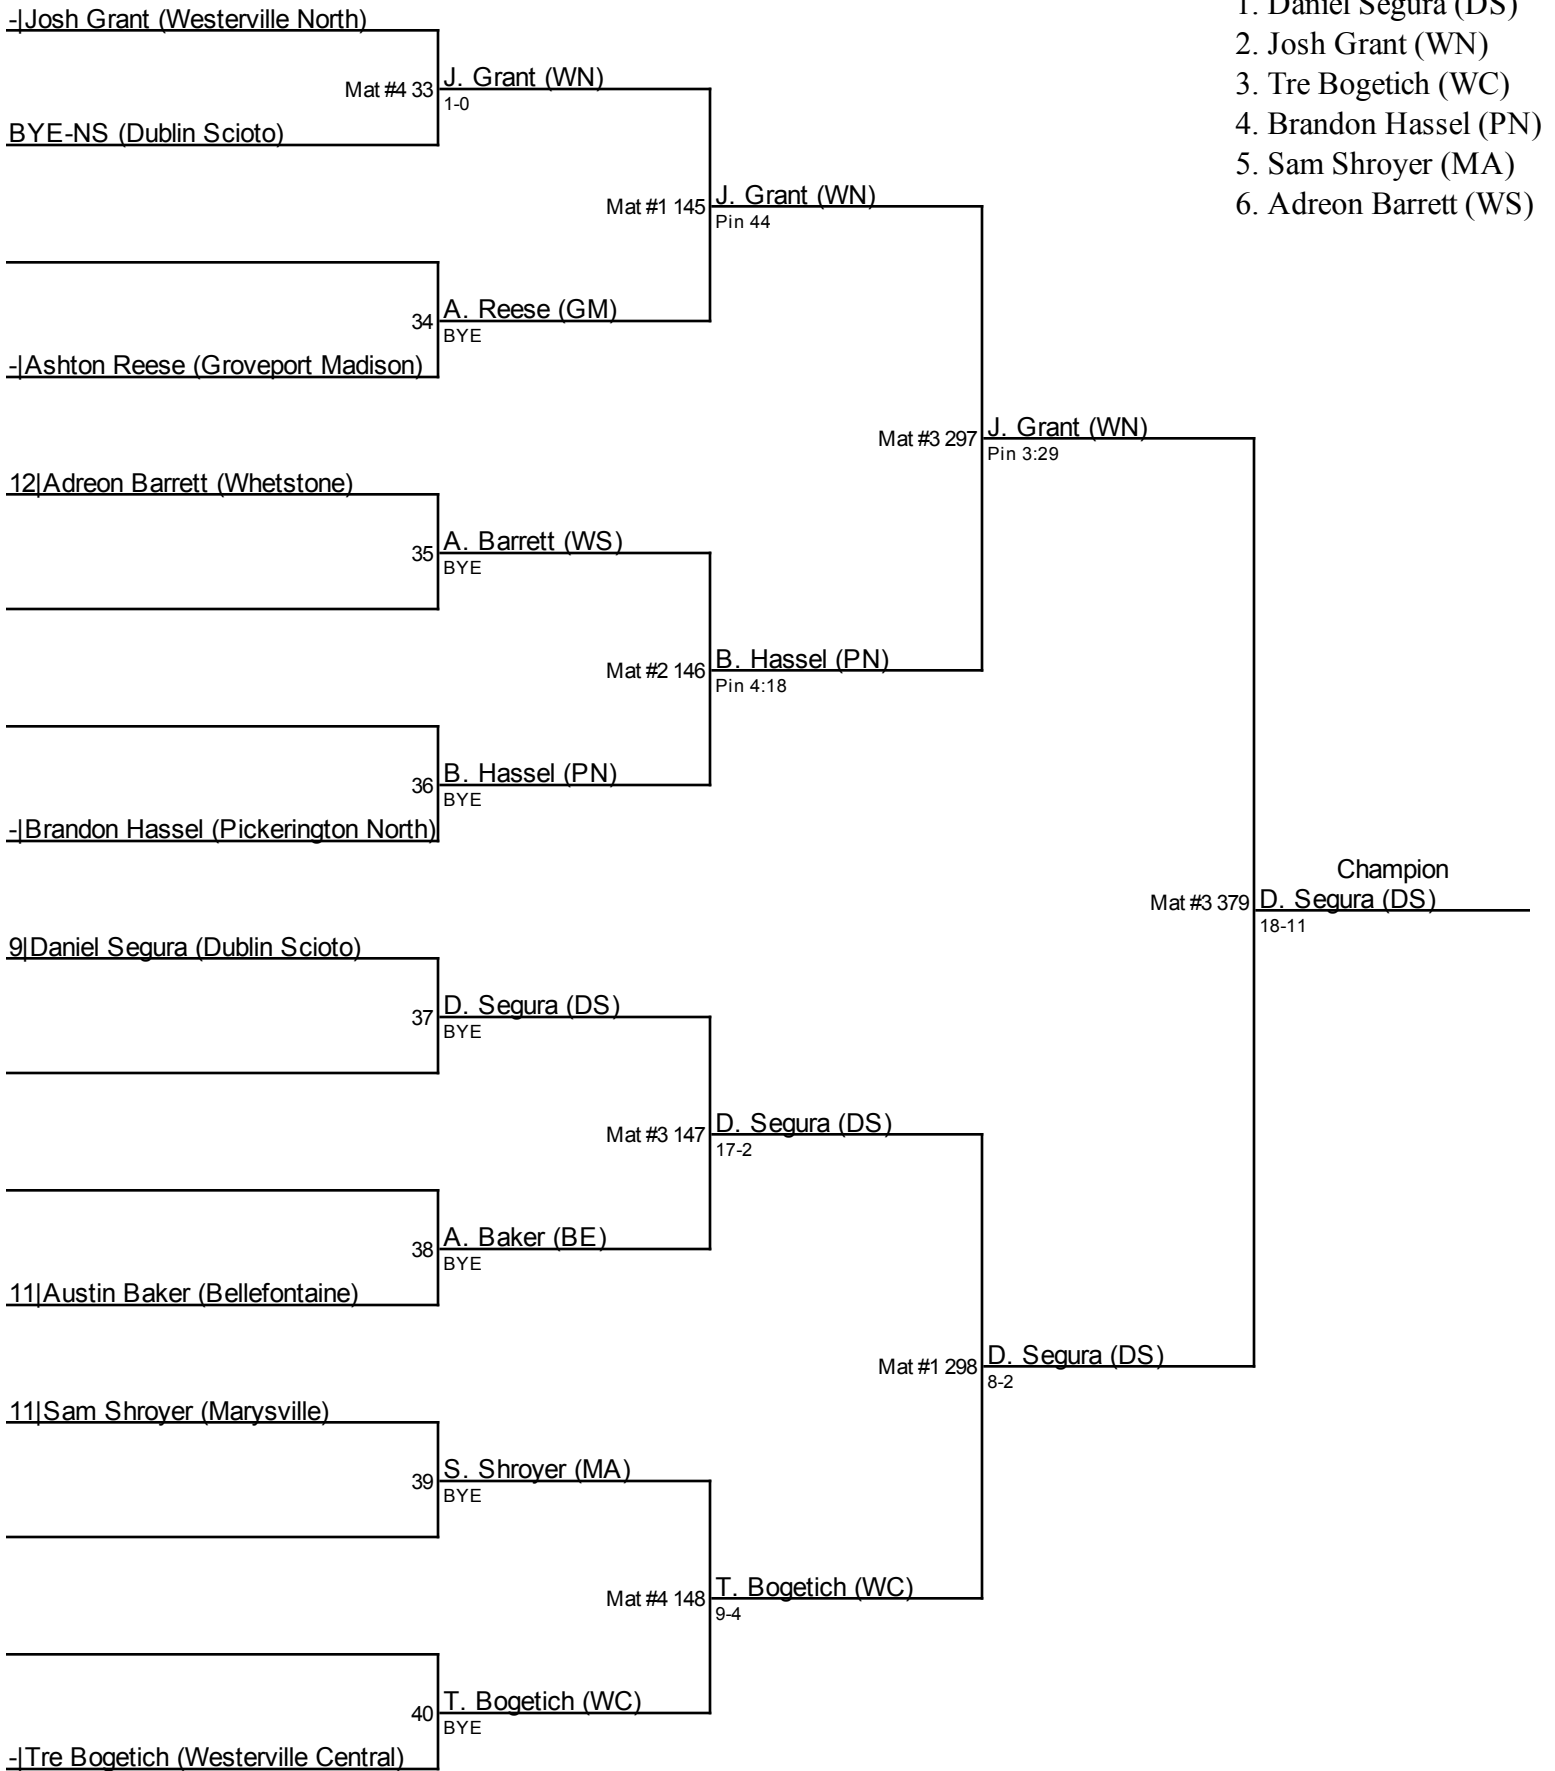 -|Josh Grant (Westerville North)
Mat #4 33
J. Grant (WN)
1-0
BYE-NS (Dublin Scioto)
Mat #1 145
J. Grant (WN)
Pin 44
34
A. Reese (GM)
BYE
-|Ashton Reese (Groveport Madison)
Mat #3 297
J. Grant (WN)
Pin 3:29
12|Adreon Barrett (Whetstone)
35
A. Barrett (WS)
BYE
Mat #2 146
B. Hassel (PN)
Pin 4:18
36
B. Hassel (PN)
BYE
-|Brandon Hassel (Pickerington North)
Champion
Mat #3 379
D. Segura (DS)
18-11
9|Daniel Segura (Dublin Scioto)
37
D. Segura (DS)
BYE
Mat #3 147
D. Segura (DS)
17-2
38
A. Baker (BE)
BYE
11|Austin Baker (Bellefontaine)
Mat #1 298
D. Segura (DS)
8-2
11|Sam Shroyer (Marysville)
39
S. Shroyer (MA)
BYE
Mat #4 148
T. Bogetich (WC)
9-4
40
T. Bogetich (WC)
BYE
-|Tre Bogetich (Westerville Central)
1. Daniel Segura (DS)
2. Josh Grant (WN)
3. Tre Bogetich (WC)
4. Brandon Hassel (PN)
5. Sam Shroyer (MA)
6. Adreon Barrett (WS)